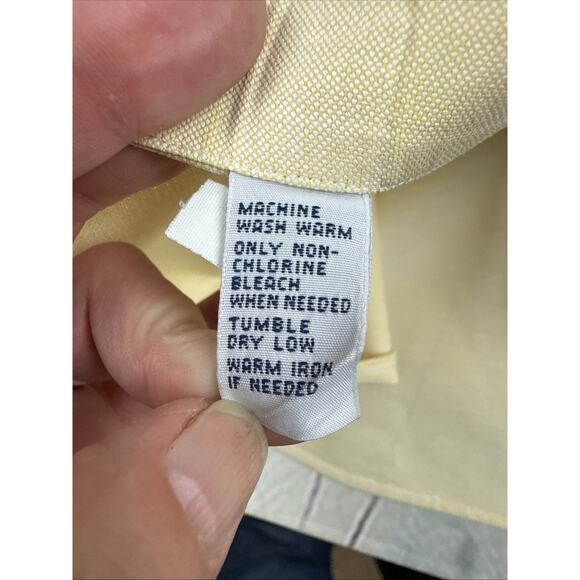 MACHINE
WASH WARM
ONLY NON-
CHLORINE
BLEACH
WHEN NEEDED
TUMBLE
DRY LOW
WARM IRON
IF NEEDED